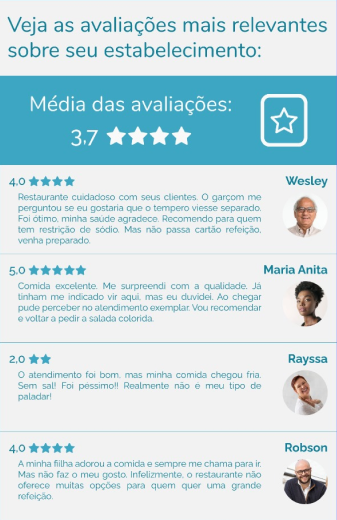 Veja as avaliações mais relevantes
sobre seu estabelecimento:
Média das avaliações:
3,7
4,0
Wesley
Restaurante cuidadoso com seus clientes. O garçom me
perguntou se eu gostaria que o tempero viesse separado.
Foi ótimo, minha saúde agradece. Recomendo para quem
tem restrição de sódio. Mas não passa cartão refeição,
venha preparado.
5,0
Maria Anita
Comida excelente. Me surpreendi com a qualidade. Já
tinham me indicado vir aqui, mas eu duvidei. Ao chegar
pude perceber no atendimento exemplar. Vou recomendar
e voltar a pedir a salada colorida.
2,0
Rayssa
O atendimento foi bom, mas minha comida chegou fria.
Sem sal! Foi péssimo!! Realmente não é meu tipo de
paladar!
4,0
Robson
A minha filha adorou a comida e sempre me chama para ir.
Mas não faz o meu gosto. Infelizmente, o restaurante não
oferece muitas opções para quem quer uma grande
refeição.